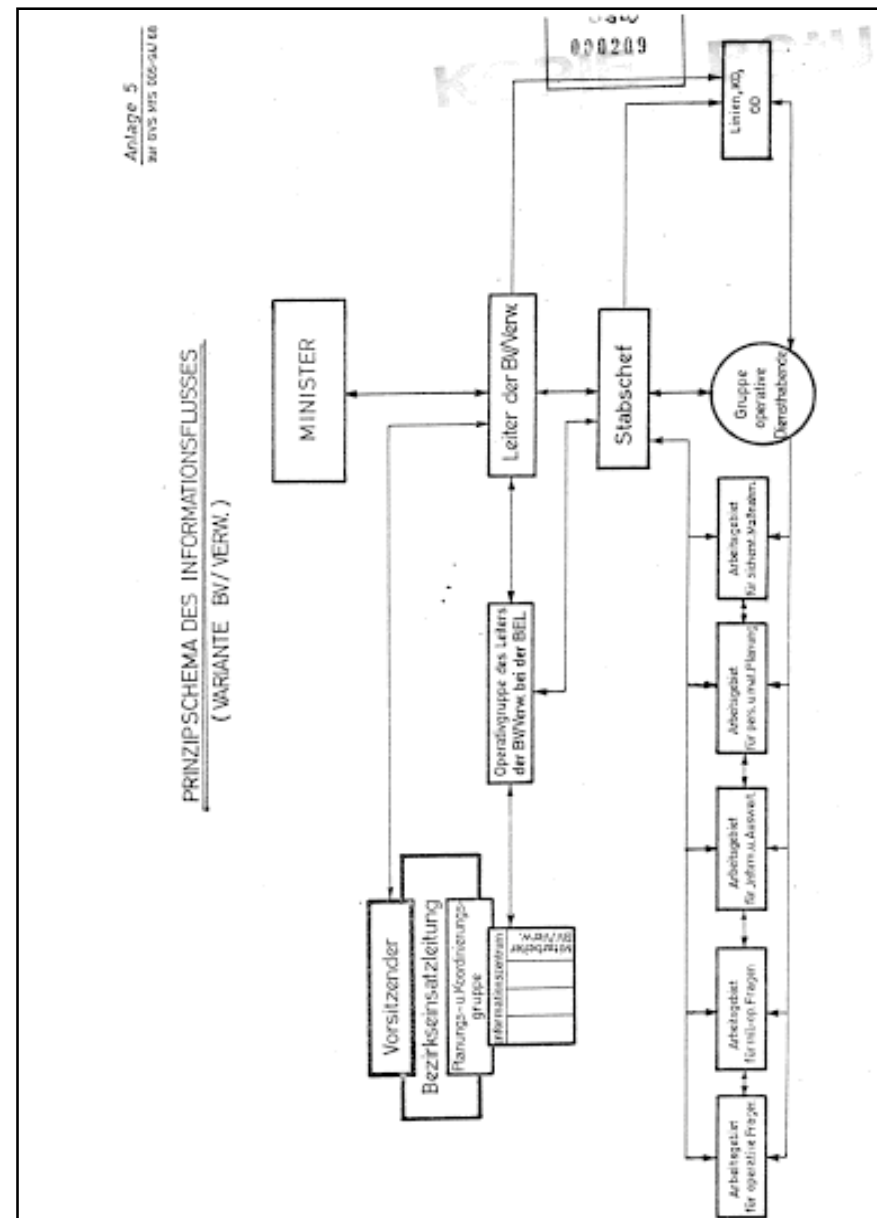 000209
KOPIE
Anlage 5
PRINZIPSCHEMA DES INFORMATIONSFLUSSES
( VARIANTE BV/ VERW. )
MINISTER
Vorsitzender
Bezirkseinsatzleitung
Planungs- u. Koordinierungs-
gruppe
Informationszentrum
Mitarbeiter
BV/Verw.
Operativgruppe des Leiters
der BV/Verw. bei der BEL
Leiter der BV/Verw.
Stabschef
Linien, KD,
OD
Gruppe
operative
Diensthabende
Arbeitsgebiet
für operative Fragen
Arbeitsgebiet
für mil.-op. Fragen
Arbeitsgebiet
für Inform. u. Auswert.
Arbeitsgebiet
für pers. u. mat. Planung
Arbeitsgebiet
für sicherst. Maßnahm.